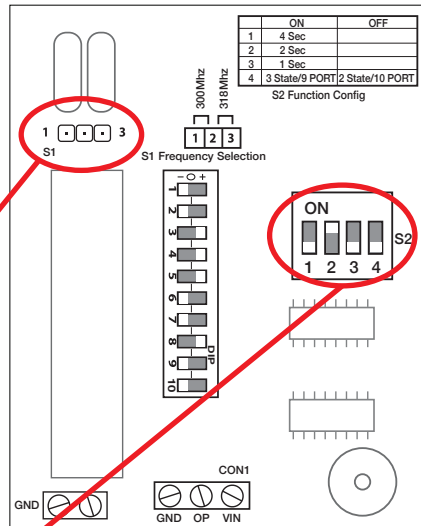 ON OFF
1 4 Sec
2 2 Sec
3 1 Sec
4 3 State/9 PORT 2 State/10 PORT
S2 Function Config
300Mhz 318Mhz
1 2 3
S1 Frequency Selection
1 3
S1
- O +
1
2
3
4
5
6
7
8
9
10
DIP
ON
1 2 3 4
S2
GND
CON1
GND OP VIN